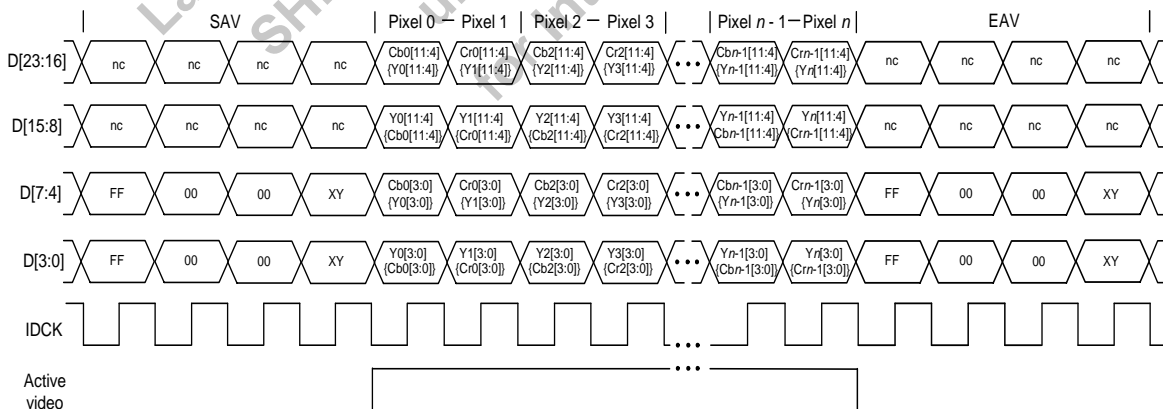 SAV Pixel 0 — Pixel 1 Pixel 2 — Pixel 3 Pixel n - 1 — Pixel n EAV
D[23:16] nc nc nc nc Cb0[11:4] {Y0[11:4]} Cr0[11:4] {Y1[11:4]} Cb2[11:4] {Y2[11:4]} Cr2[11:4] {Y3[11:4]} ••• Cbn-1[11:4] {Yn-1[11:4]} Crn-1[11:4] {Yn[11:4]} nc nc nc nc
D[15:8] nc nc nc nc Y0[11:4] {Cb0[11:4]} Y1[11:4] {Cr0[11:4]} Y2[11:4] {Cb2[11:4]} Y3[11:4] {Cr2[11:4]} ••• Yn-1[11:4] Cbn-1[11:4]} Yn[11:4] {Crn-1[11:4]} nc nc nc nc
D[7:4] FF 00 00 XY Cb0[3:0] {Y0[3:0]} Cr0[3:0] {Y1[3:0]} Cb2[3:0] {Y2[3:0]} Cr2[3:0] {Y3[3:0]} ••• Cbn-1[3:0] {Yn-1[3:0]} Crn-1[3:0] {Yn[3:0]} FF 00 00 XY
D[3:0] FF 00 00 XY Y0[3:0] {Cb0[3:0]} Y1[3:0] {Cr0[3:0]} Y2[3:0] {Cb2[3:0]} Y3[3:0] {Cr2[3:0]} ••• Yn-1[3:0] {Cbn-1[3:0]} Yn[3:0] {Crn-1[3:0]} FF 00 00 XY
IDCK •••
Active •••
video